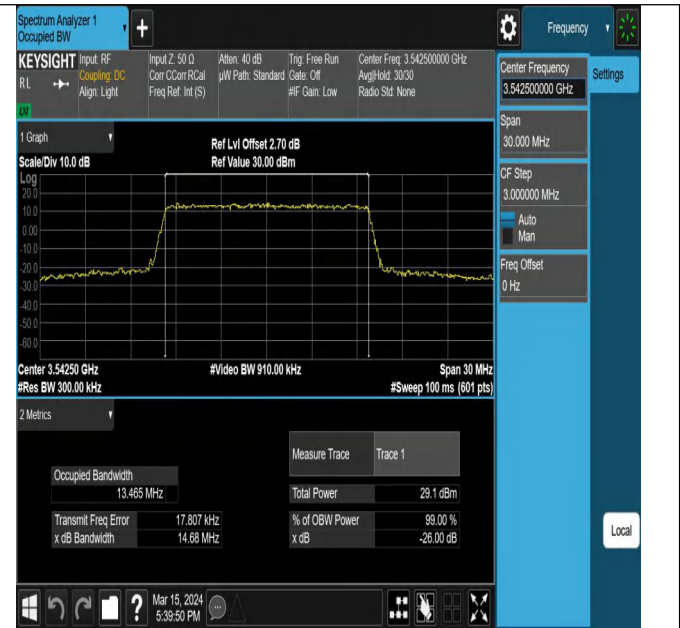 Spectrum Analyzer 1
Occupied BW
+
Frequency
KEYSIGHT
RL
Input: RF
Coupling: DC
Align: Light
Input Z: 50 Ω
Corr CCorr RCal
Freq Ref: Int (S)
Atten: 40 dB
µW Path: Standard
Trig: Free Run
Gate: Off
#IF Gain: Low
Center Freq: 3.542500000 GHz
Avg|Hold: 30/30
Radio Std: None
Center Frequency
3.542500000 GHz
Settings
Span
30.000 MHz
CF Step
3.000000 MHz
Auto
Man
Freq Offset
0 Hz
1 Graph
Scale/Div 10.0 dB
Ref Lvl Offset 2.70 dB
Ref Value 30.00 dBm
Log
20.0
10.0
0.00
-10.0
-20.0
-30.0
-40.0
-50.0
-60.0
Center 3.54250 GHz
#Video BW 910.00 kHz
Span 30 MHz
#Res BW 300.00 kHz
#Sweep 100 ms (601 pts)
2 Metrics
Measure Trace
Trace 1
Occupied Bandwidth
13.465 MHz
Total Power
29.1 dBm
Transmit Freq Error
17.807 kHz
% of OBW Power
99.00 %
x dB Bandwidth
14.68 MHz
x dB
-26.00 dB
Local
?
Mar 15, 2024
5:39:50 PM